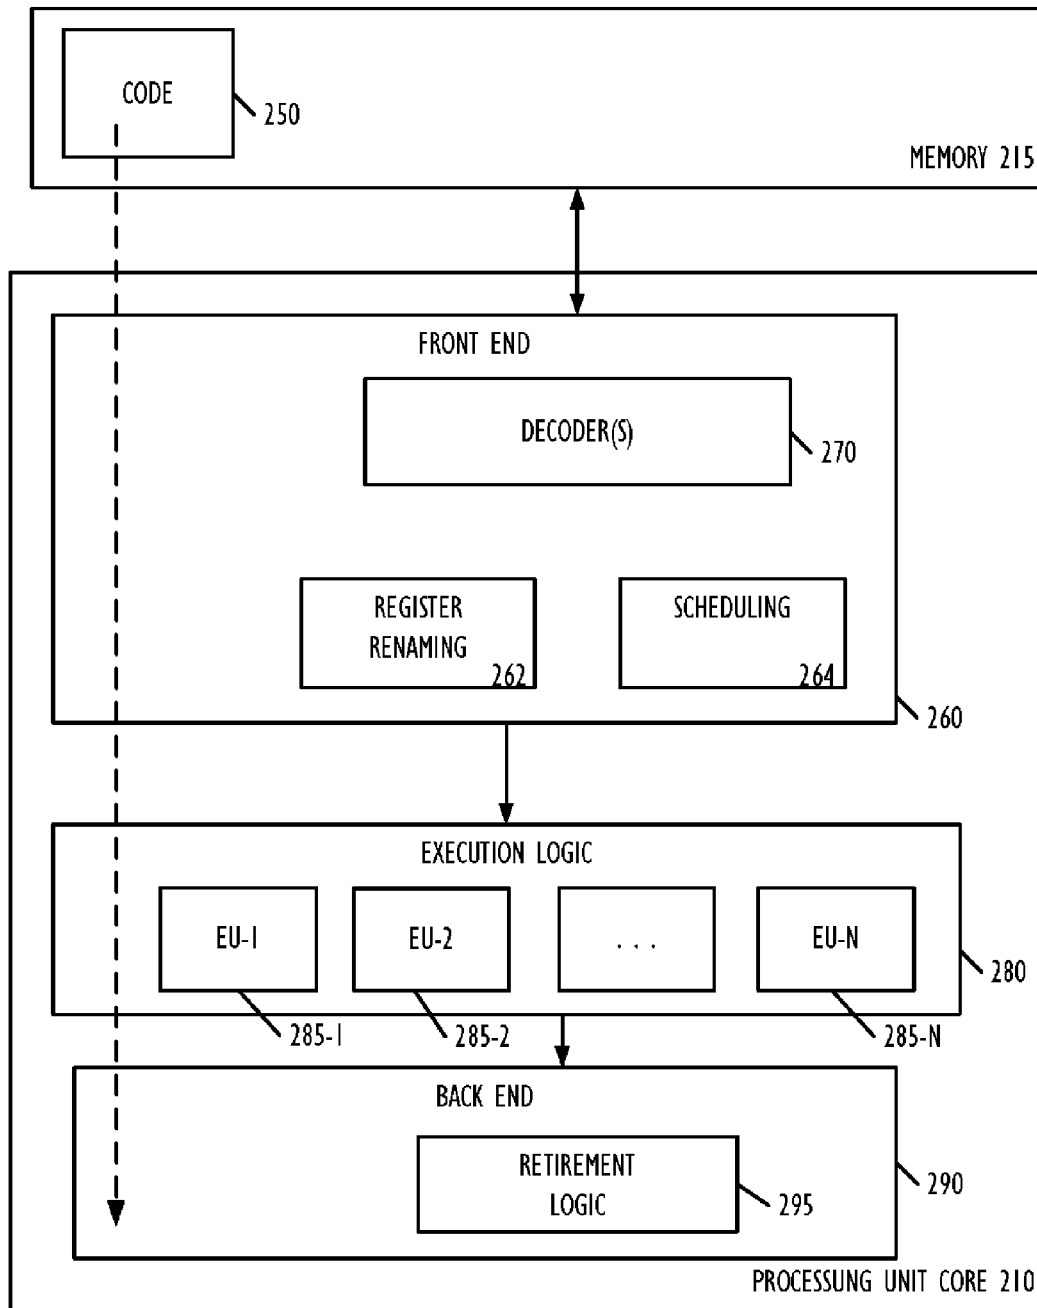 CODE
250
MEMORY 215
FRONT END
DECODER(S)
270
REGISTER
RENAMING
262
SCHEDULING
264
260
EXECUTION LOGIC
EU-1
EU-2
. . .
EU-N
280
285-1
285-2
285-N
BACK END
RETIREMENT
LOGIC
295
290
PROCESSUNG UNIT CORE 210